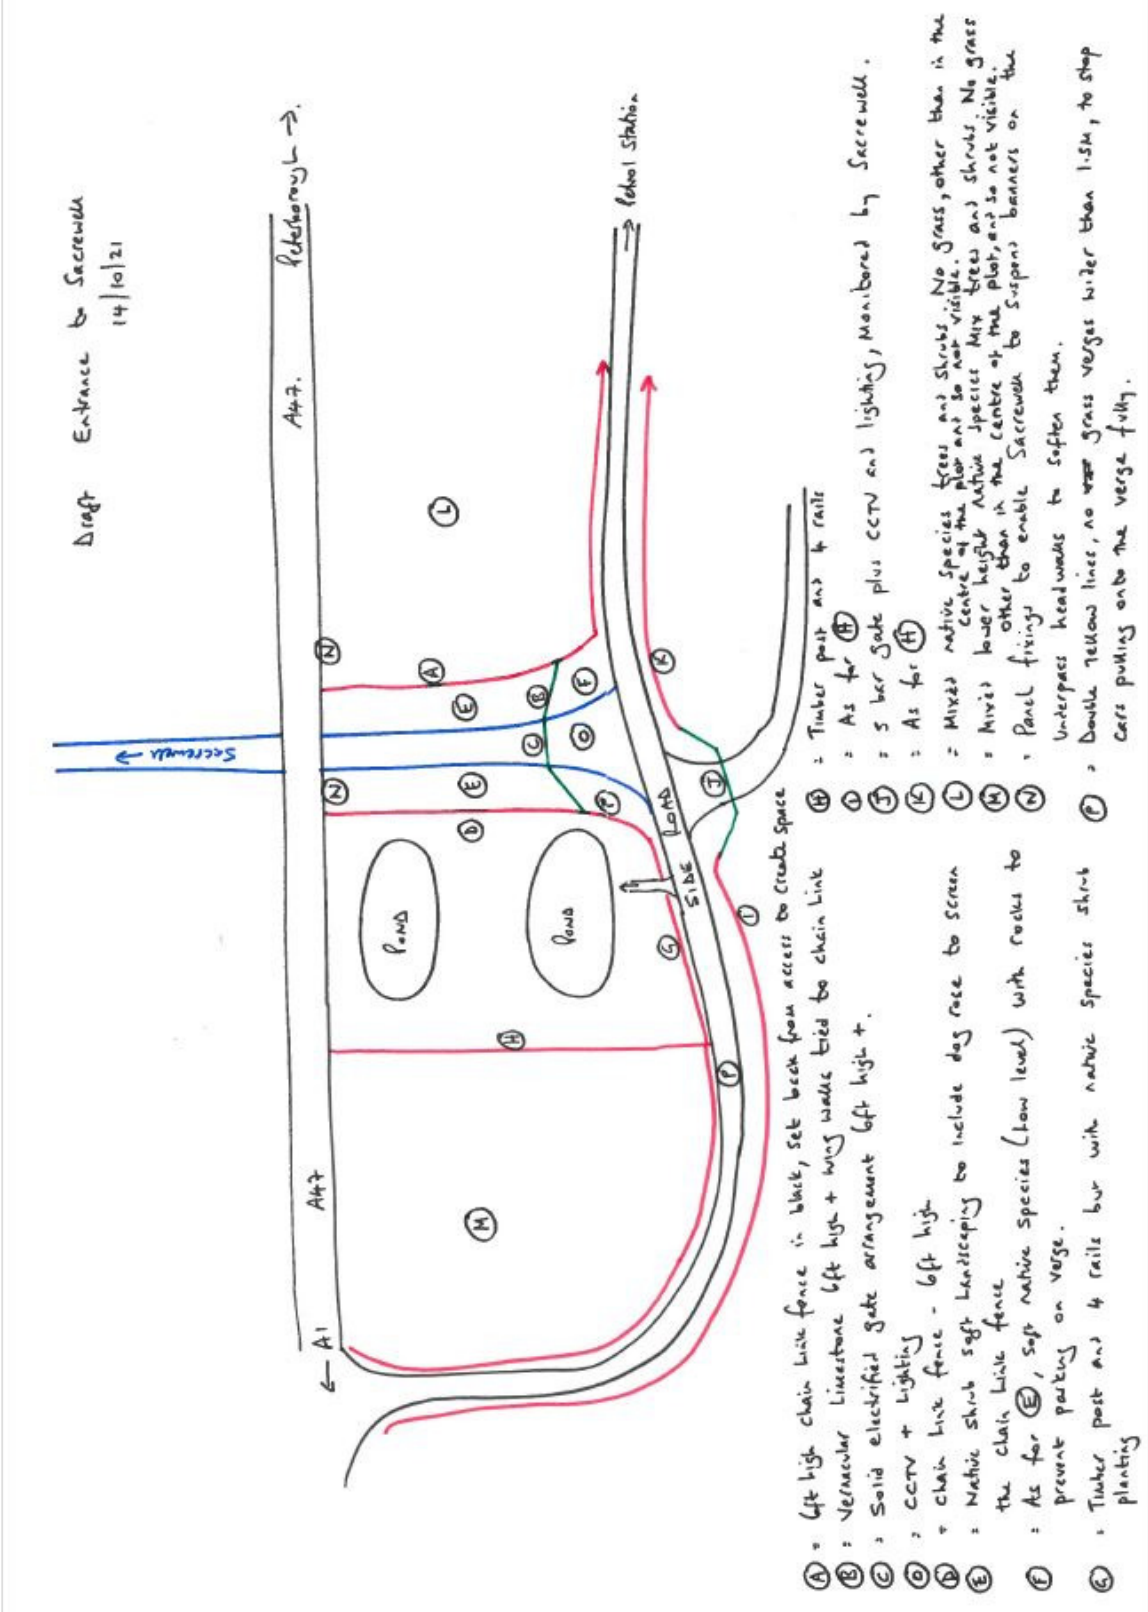 Draft Entrance to Sacrewell
14/10/21
Peterborough →.
A47.
A47
← A1
Sacrewell →
N
N
A
E
E
B
C
D
F
O
P
L
POND
POND
H
G
M
SIDE ROAD
→ Petrol Station
K
J
I
P
A = 6ft high chain link fence in black, set back from access to create space
B = Vernacular Limestone 6ft high + wing walls tied to chain link
C = Solid electrified gate arrangement 6ft high +.
O = CCTV + Lighting
D = chain link fence - 6ft high
E = Native shrub soft landscaping to include dog rose to screen
the chain link fence
F = As for E, soft native species (low level) with rocks to
prevent parking on verge.
G = Timber post and 4 rails but with native species shrub
planting
H = Timber post and 4 rails
I = As for H
J = 5 bar gate plus CCTV and lighting, monitored by Sacrewell.
K = As for H
L = Mixed native species trees and shrubs. No grass, other than in the
centre of the plot and so not visible.
M = Mixed lower height native species mix trees and shrubs. No grass
other than in the centre of the plot, and so not visible.
N = Panel fixings to enable Sacrewell to suspend banners on the
underpass headwalls to soften them.
P = Double yellow lines, no grass verges wider than 1.5M, to stop
cars pulling onto the verge fully.